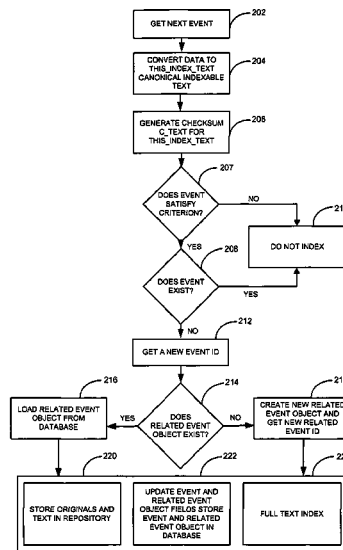 202
GET NEXT EVENT
204
CONVERT DATA TO
THIS_INDEX_TEXT
CANONICAL INDEXABLE
TEXT
206
GENERATE CHECKSUM
C_TEXT FOR
THIS_INDEX_TEXT
207
DOES EVENT
SATISFY
CRITERION?
NO
21
DO NOT INDEX
YES
208
DOES EVENT
EXIST?
YES
NO
212
GET A NEW EVENT ID
216
214
21
LOAD RELATED EVENT
OBJECT FROM
DATABASE
YES
DOES
RELATED EVENT
OBJECT EXIST?
NO
CREATE NEW RELATED
EVENT OBJECT AND
GET NEW RELATED
EVENT ID
220
222
22
STORE ORIGINALS AND
TEXT IN REPOSITORY
UPDATE EVENT AND
RELATED EVENT
OBJECT FIELDS STORE
EVENT AND RELATED
EVENT OBJECT IN
DATABASE
FULL TEXT INDEX